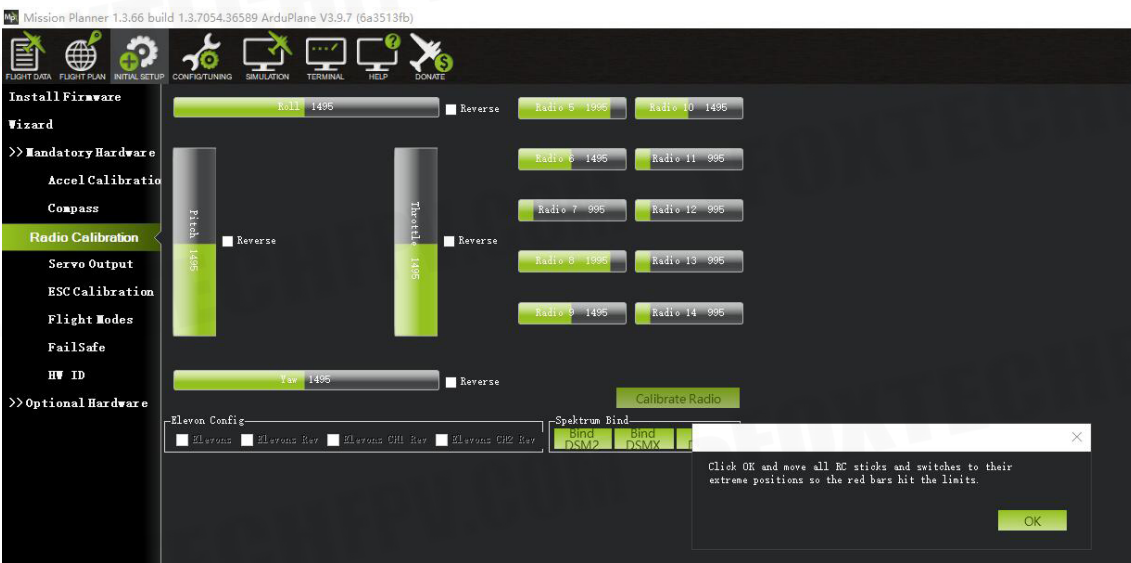 Mission Planner 1.3.66 build 1.3.7054.36589 ArduPlane V3.9.7 (6a3513fb)
FLIGHT DATA FLIGHT PLAN INITIAL SETUP CONFIG/TUNING SIMULATION TERMINAL HELP DONATE
Install Firmware
Wizard
>> Mandatory Hardware
Accel Calibratio
Compass
Radio Calibration
Servo Output
ESC Calibration
Flight Modes
FailSafe
HW ID
>> Optional Hardware
Roll 1495
Reverse
Pitch 1495
Reverse
Throttle 1495
Reverse
Yaw 1495
Reverse
Radio 5 1995
Radio 10 1495
Radio 6 1495
Radio 11 995
Radio 7 995
Radio 12 995
Radio 8 1995
Radio 13 995
Radio 9 1495
Radio 14 995
Calibrate Radio
Elevon Config
Elevons Elevons Rev Elevons CH1 Rev Elevons CH2 Rev
Spektrum Bind
Bind DSM2
Bind DSMX
Click OK and move all RC sticks and switches to their
extreme positions so the red bars hit the limits.
OK